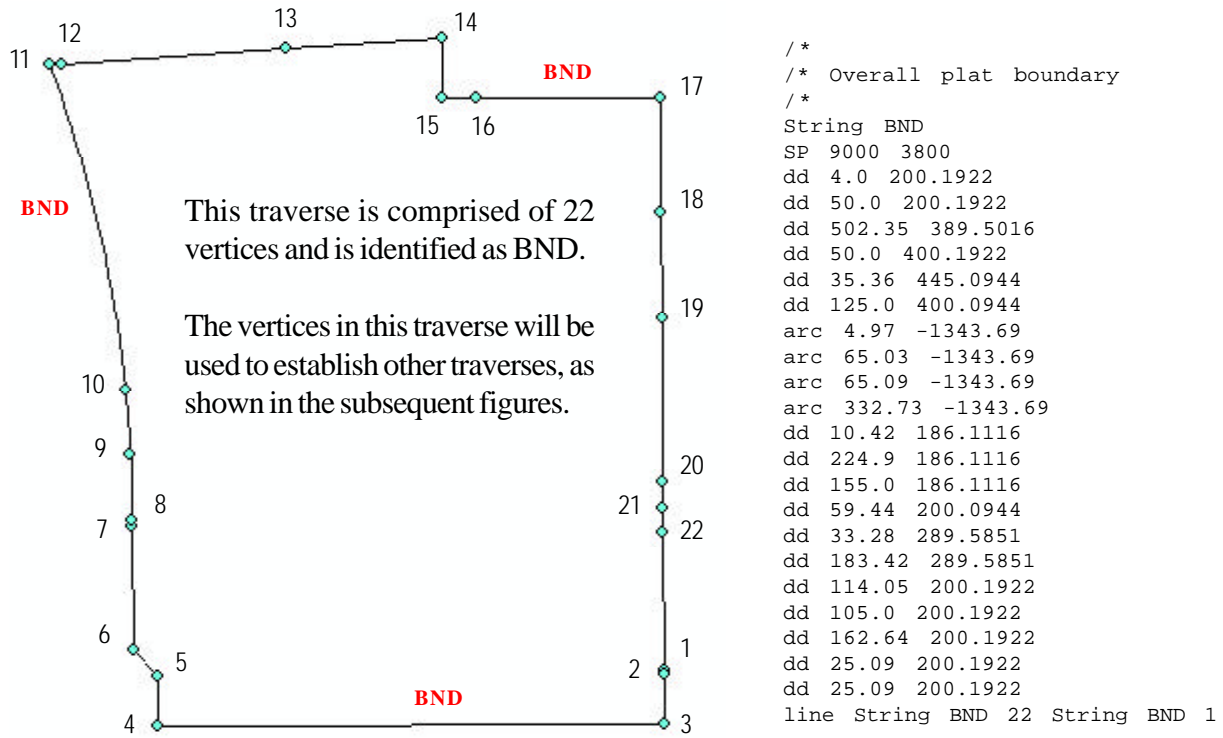 13
12
14
11
BND
17
15
16
18
BND
This traverse is comprised of 22
vertices and is identified as BND.
19
The vertices in this traverse will be
used to establish other traverses, as
shown in the subsequent figures.
10
9
20
8
21
7
22
6
5
1
2
BND
4
3
/*
/* Overall plat boundary
/*
String BND
SP 9000 3800
dd 4.0 200.1922
dd 50.0 200.1922
dd 502.35 389.5016
dd 50.0 400.1922
dd 35.36 445.0944
dd 125.0 400.0944
arc 4.97 -1343.69
arc 65.03 -1343.69
arc 65.09 -1343.69
arc 332.73 -1343.69
dd 10.42 186.1116
dd 224.9 186.1116
dd 155.0 186.1116
dd 59.44 200.0944
dd 33.28 289.5851
dd 183.42 289.5851
dd 114.05 200.1922
dd 105.0 200.1922
dd 162.64 200.1922
dd 25.09 200.1922
dd 25.09 200.1922
line String BND 22 String BND 1